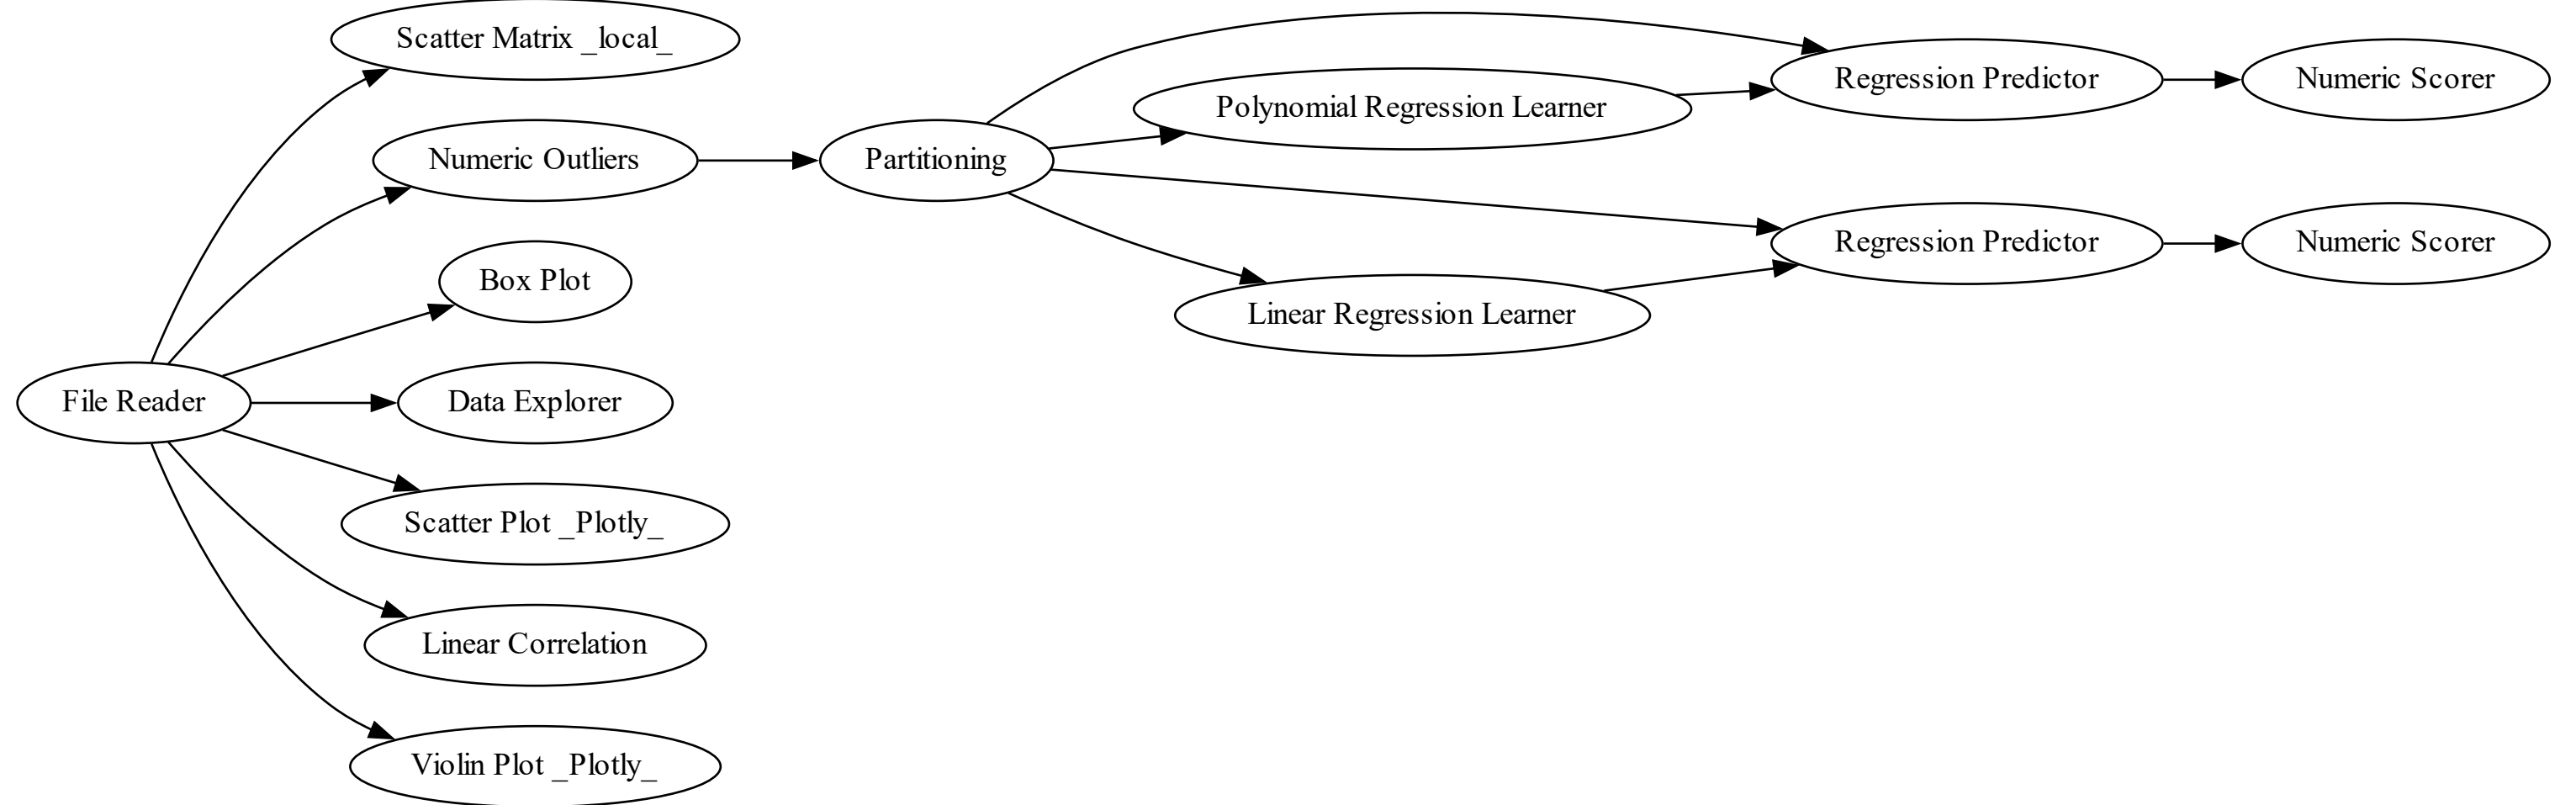 File Reader
Scatter Matrix _local_
Numeric Outliers
Box Plot
Data Explorer
Scatter Plot _Plotly_
Linear Correlation
Violin Plot _Plotly_
Partitioning
Polynomial Regression Learner
Linear Regression Learner
Regression Predictor
Regression Predictor
Numeric Scorer
Numeric Scorer